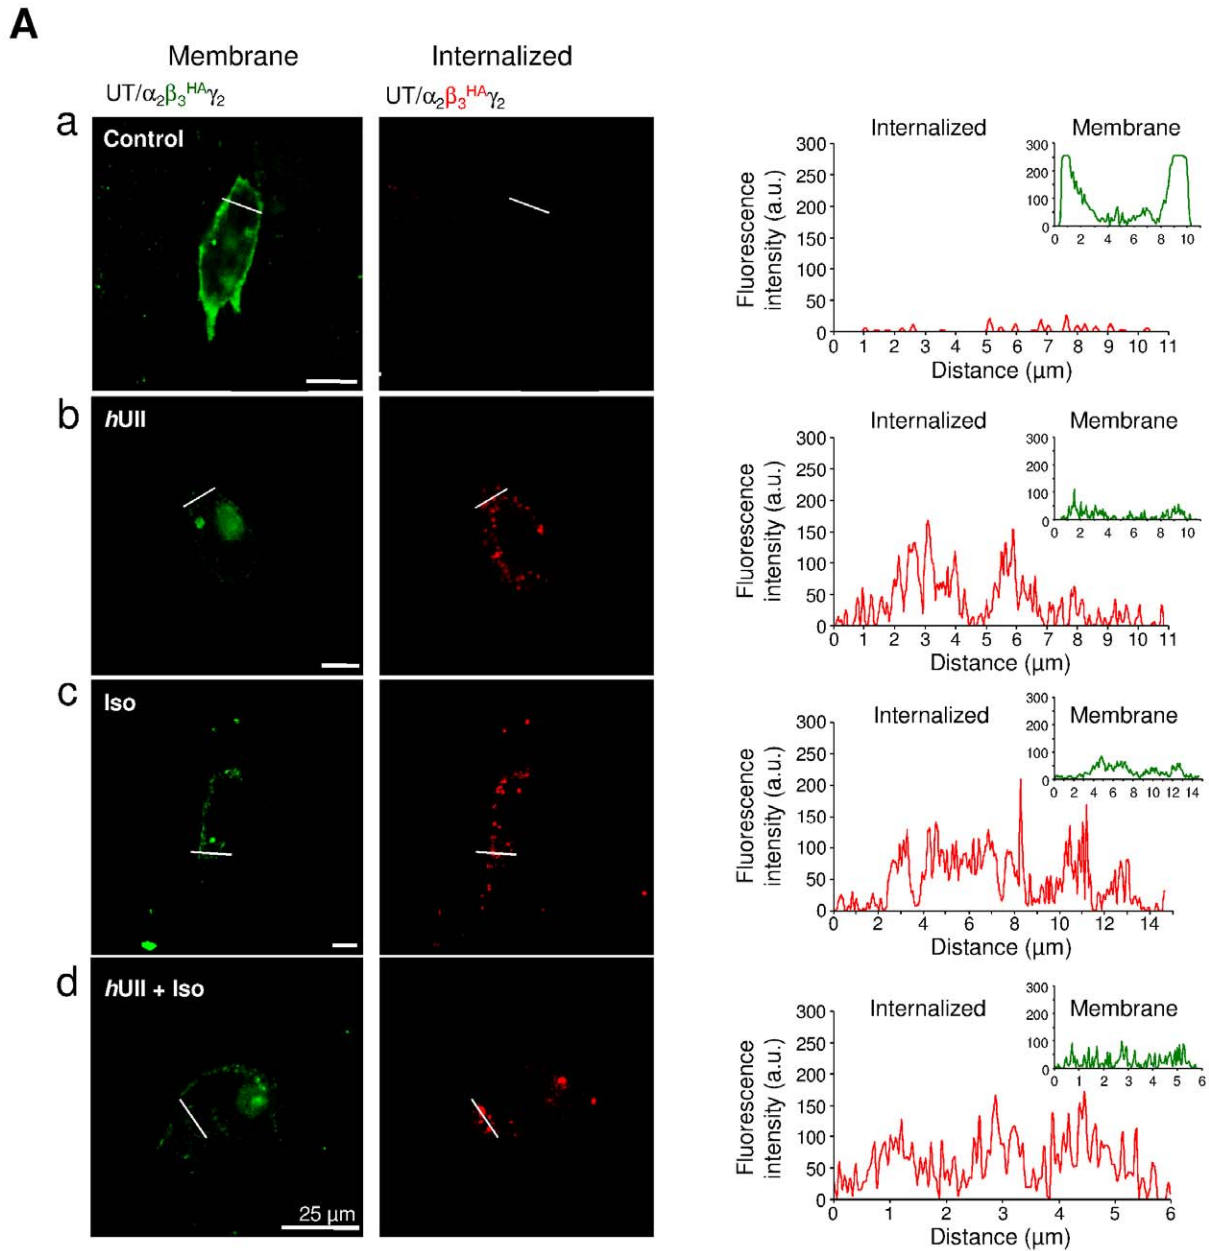 A
Membrane
Internalized
UT/α₂β₃ᴴᴬγ₂
UT/α₂β₃ᴴᴬγ₂
a
Control
Internalized
Membrane
Fluorescence
intensity (a.u.)
300
250
200
150
100
50
0
0 1 2 3 4 5 6 7 8 9 10 11
Distance (μm)
300
200
100
0
0 2 4 6 8 10
b
hUII
Internalized
Membrane
Fluorescence
intensity (a.u.)
300
250
200
150
100
50
0
0 1 2 3 4 5 6 7 8 9 10 11
Distance (μm)
300
200
100
0
0 2 4 6 8 10
c
Iso
Internalized
Membrane
Fluorescence
intensity (a.u.)
300
250
200
150
100
50
0
0 2 4 6 8 10 12 14
Distance (μm)
300
200
100
0
0 2 4 6 8 10 12 14
d
hUII + Iso
25 μm
Internalized
Membrane
Fluorescence
intensity (a.u.)
300
250
200
150
100
50
0
0 1 2 3 4 5 6
Distance (μm)
300
200
100
0
0 1 2 3 4 5 6